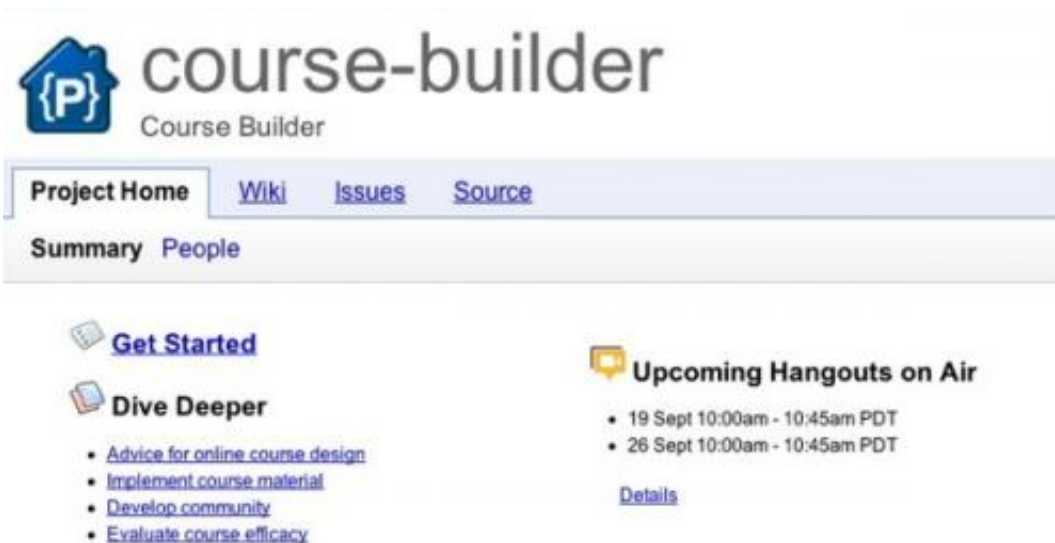 {P}
course-builder
Course Builder
Project Home Wiki Issues Source
Summary People
Get Started
Dive Deeper
• Advice for online course design
• Implement course material
• Develop community
• Evaluate course efficacy
Upcoming Hangouts on Air
• 19 Sept 10:00am - 10:45am PDT
• 26 Sept 10:00am - 10:45am PDT
Details